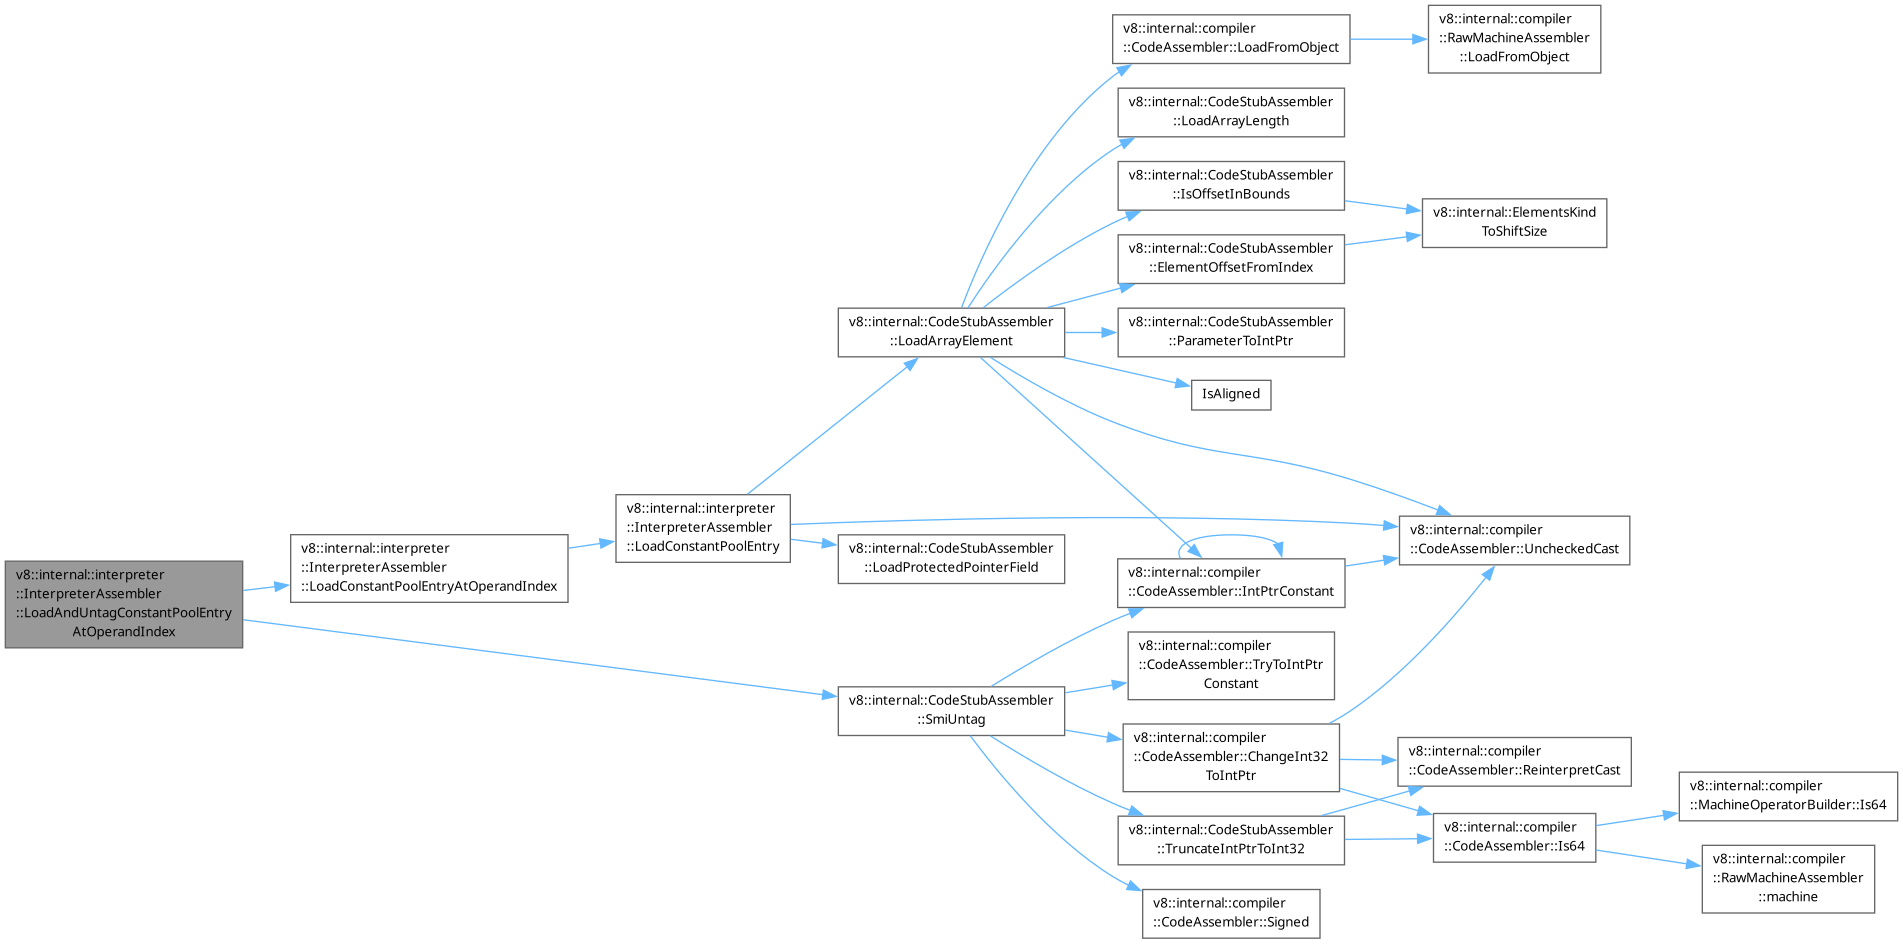 v8::internal::interpreter
::InterpreterAssembler
::LoadAndUntagConstantPoolEntry
AtOperandIndex
v8::internal::interpreter
::InterpreterAssembler
::LoadConstantPoolEntryAtOperandIndex
v8::internal::interpreter
::InterpreterAssembler
::LoadConstantPoolEntry
v8::internal::CodeStubAssembler
::LoadArrayElement
v8::internal::CodeStubAssembler
::LoadProtectedPointerField
v8::internal::CodeStubAssembler
::SmiUntag
v8::internal::compiler
::CodeAssembler::LoadFromObject
v8::internal::CodeStubAssembler
::LoadArrayLength
v8::internal::CodeStubAssembler
::IsOffsetInBounds
v8::internal::CodeStubAssembler
::ElementOffsetFromIndex
v8::internal::CodeStubAssembler
::ParameterToIntPtr
IsAligned
v8::internal::compiler
::CodeAssembler::IntPtrConstant
v8::internal::compiler
::CodeAssembler::TryToIntPtr
Constant
v8::internal::compiler
::CodeAssembler::ChangeInt32
ToIntPtr
v8::internal::CodeStubAssembler
::TruncateIntPtrToInt32
v8::internal::compiler
::CodeAssembler::Signed
v8::internal::compiler
::RawMachineAssembler
::LoadFromObject
v8::internal::ElementsKind
ToShiftSize
v8::internal::compiler
::CodeAssembler::UncheckedCast
v8::internal::compiler
::CodeAssembler::ReinterpretCast
v8::internal::compiler
::CodeAssembler::Is64
v8::internal::compiler
::MachineOperatorBuilder::Is64
v8::internal::compiler
::RawMachineAssembler
::machine